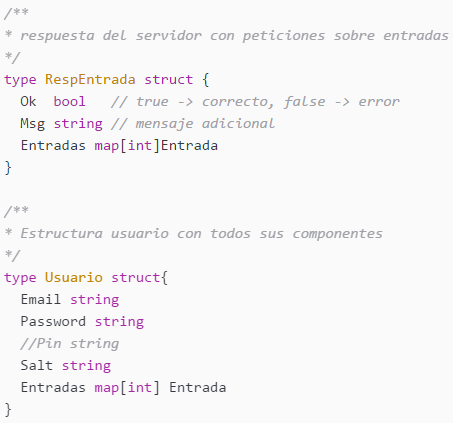 /**
* respuesta del servidor con peticiones sobre entradas
*/
type RespEntrada struct {
  Ok  bool   // true -> correcto, false -> error
  Msg string // mensaje adicional
  Entradas map[int]Entrada
}

/**
* Estructura usuario con todos sus componentes
*/
type Usuario struct{
  Email string
  Password string
  //Pin string
  Salt string
  Entradas map[int] Entrada
}